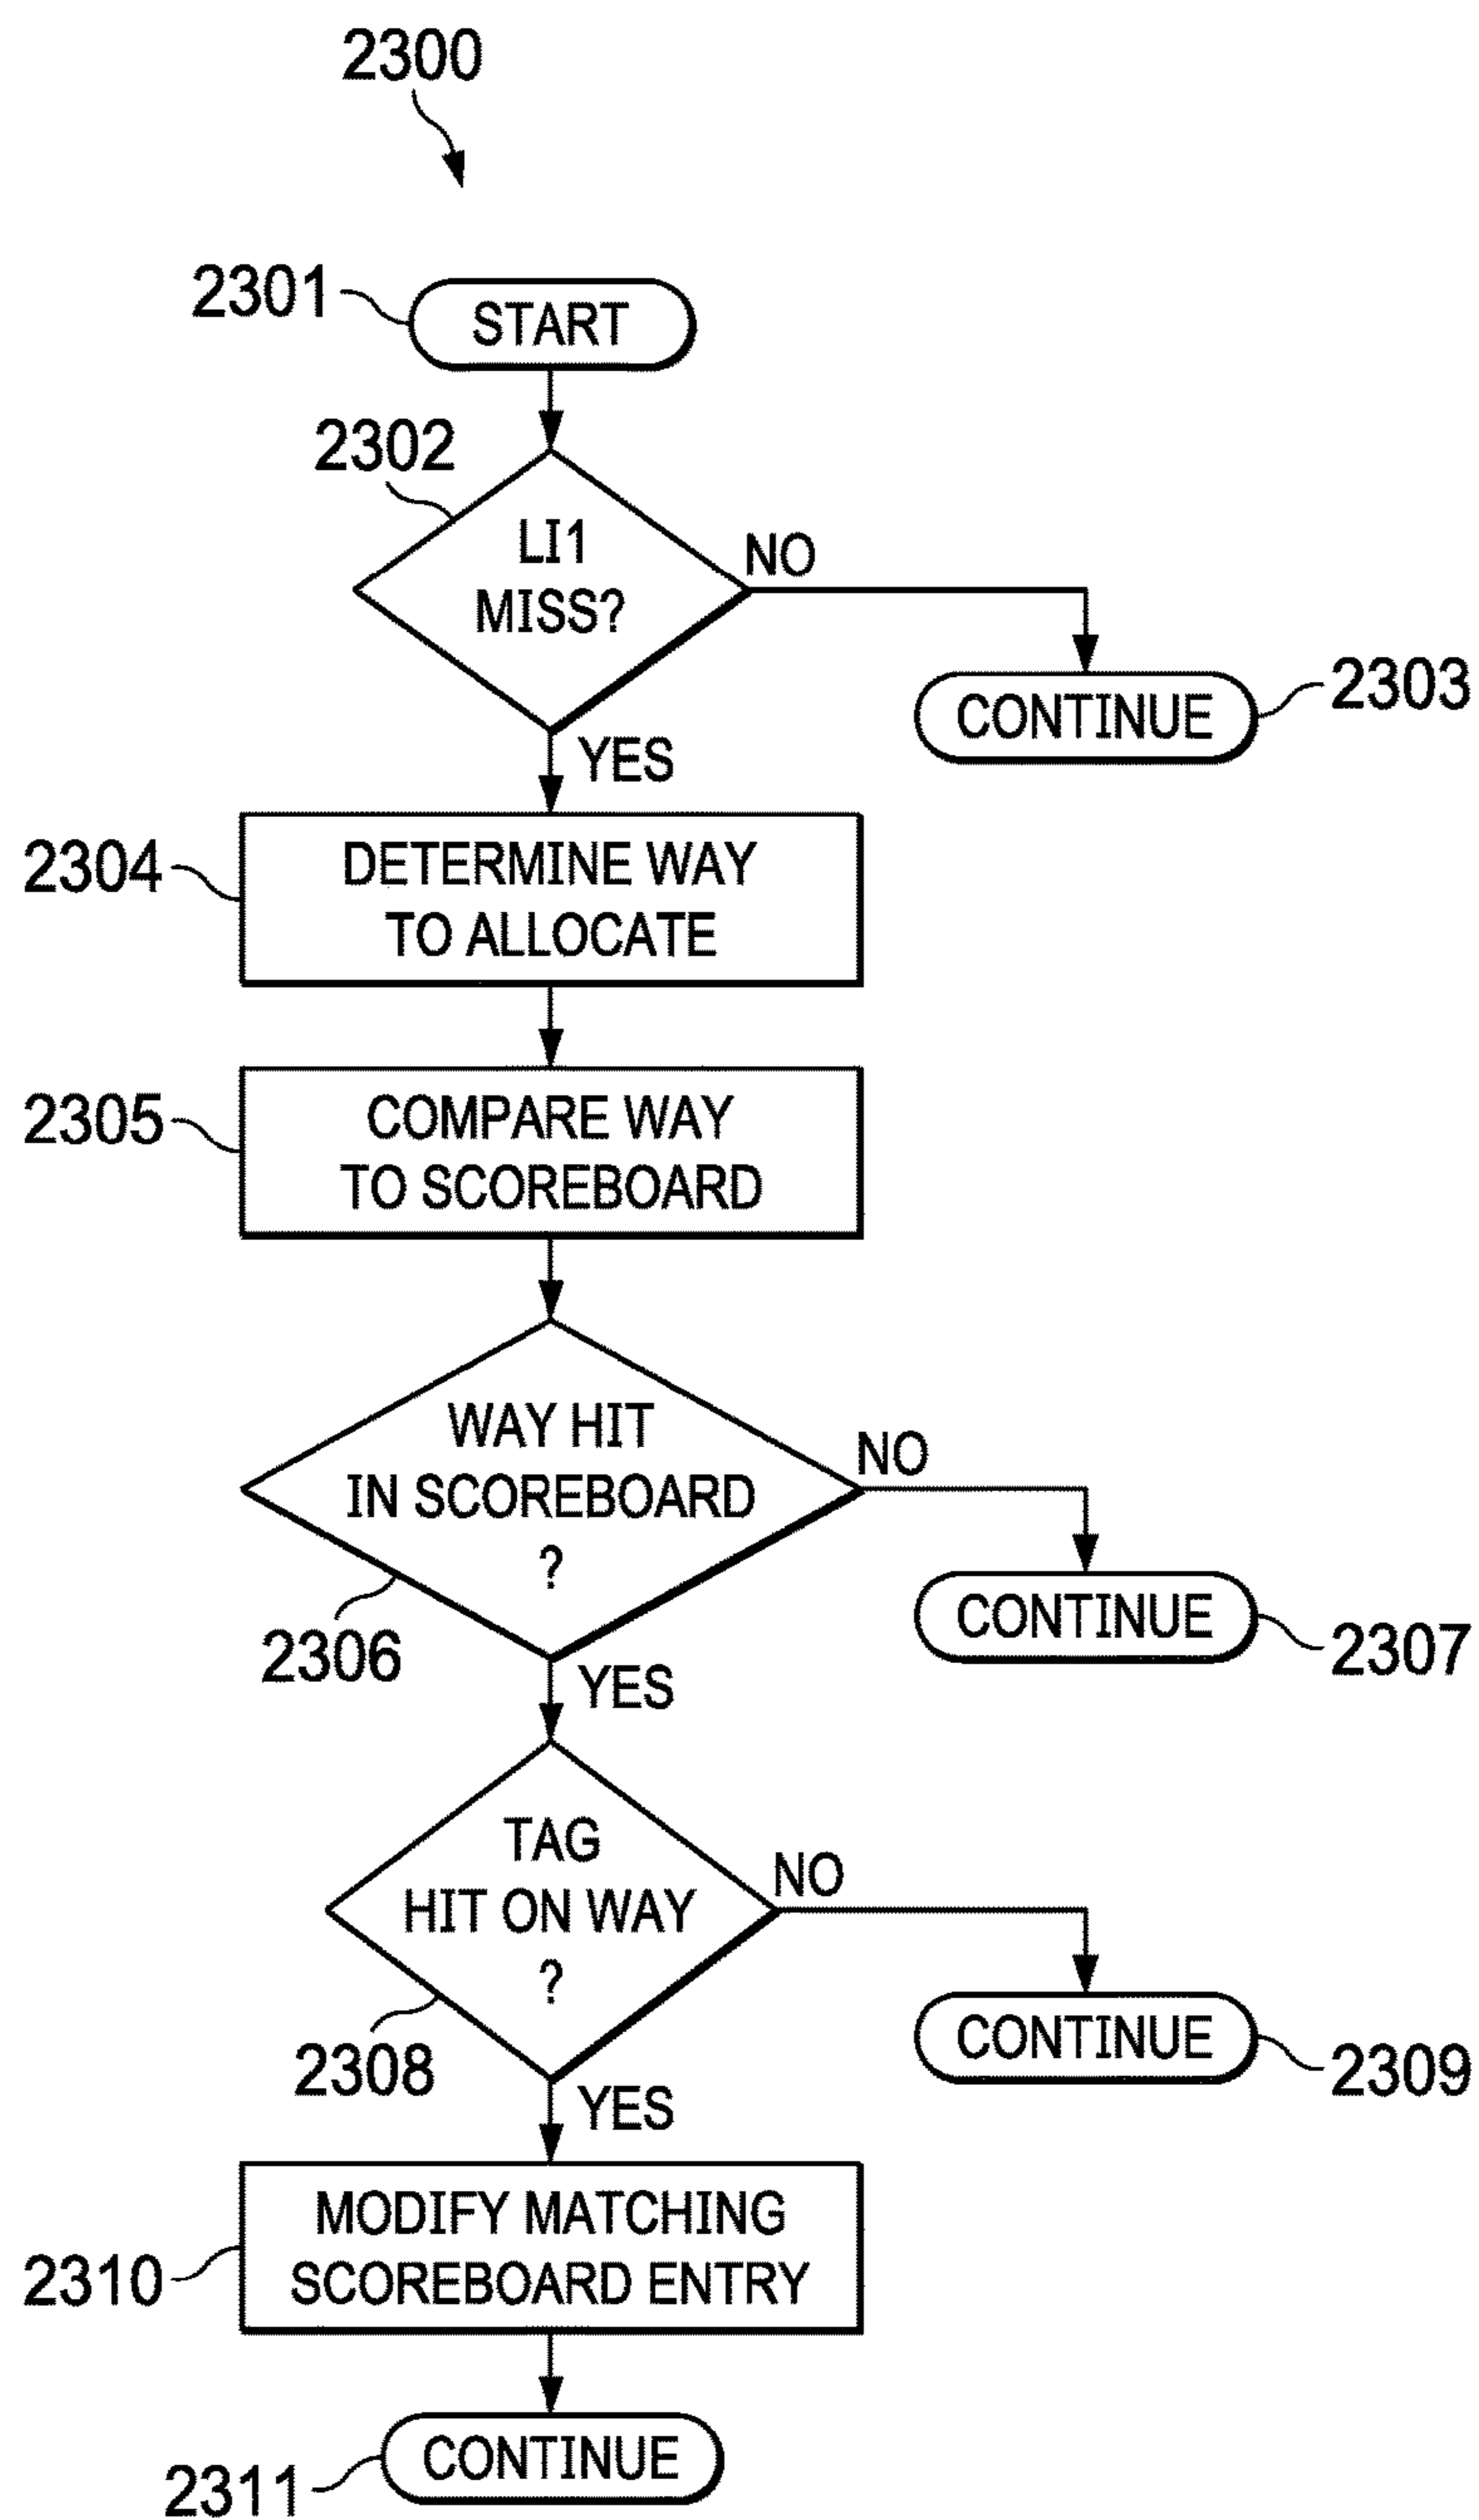 2300
2301
START
2302
LI1
MISS?
NO
CONTINUE
2303
YES
2304
DETERMINE WAY
TO ALLOCATE
2305
COMPARE WAY
TO SCOREBOARD
WAY HIT
IN SCOREBOARD
?
NO
2306
CONTINUE
2307
YES
TAG
HIT ON WAY
?
NO
2308
CONTINUE
2309
YES
2310
MODIFY MATCHING
SCOREBOARD ENTRY
CONTINUE
2311